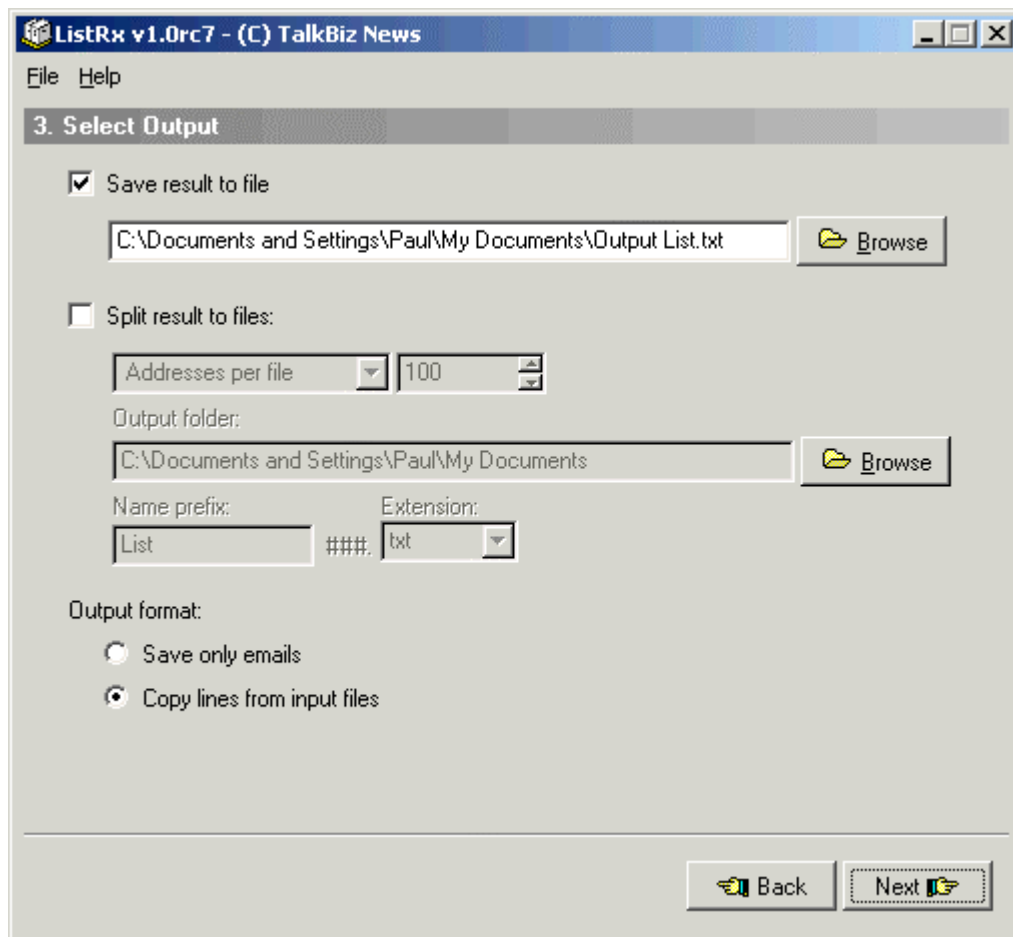 ListRx v1.0rc7 - (C) TalkBiz News
File Help
3. Select Output
Save result to file
C:\Documents and Settings\Paul\My Documents\Output List.txt Browse
Split result to files:
Addresses per file 100
Output folder:
C:\Documents and Settings\Paul\My Documents Browse
Name prefix: Extension:
List ###. txt
Output format:
Save only emails
Copy lines from input files
Back Next